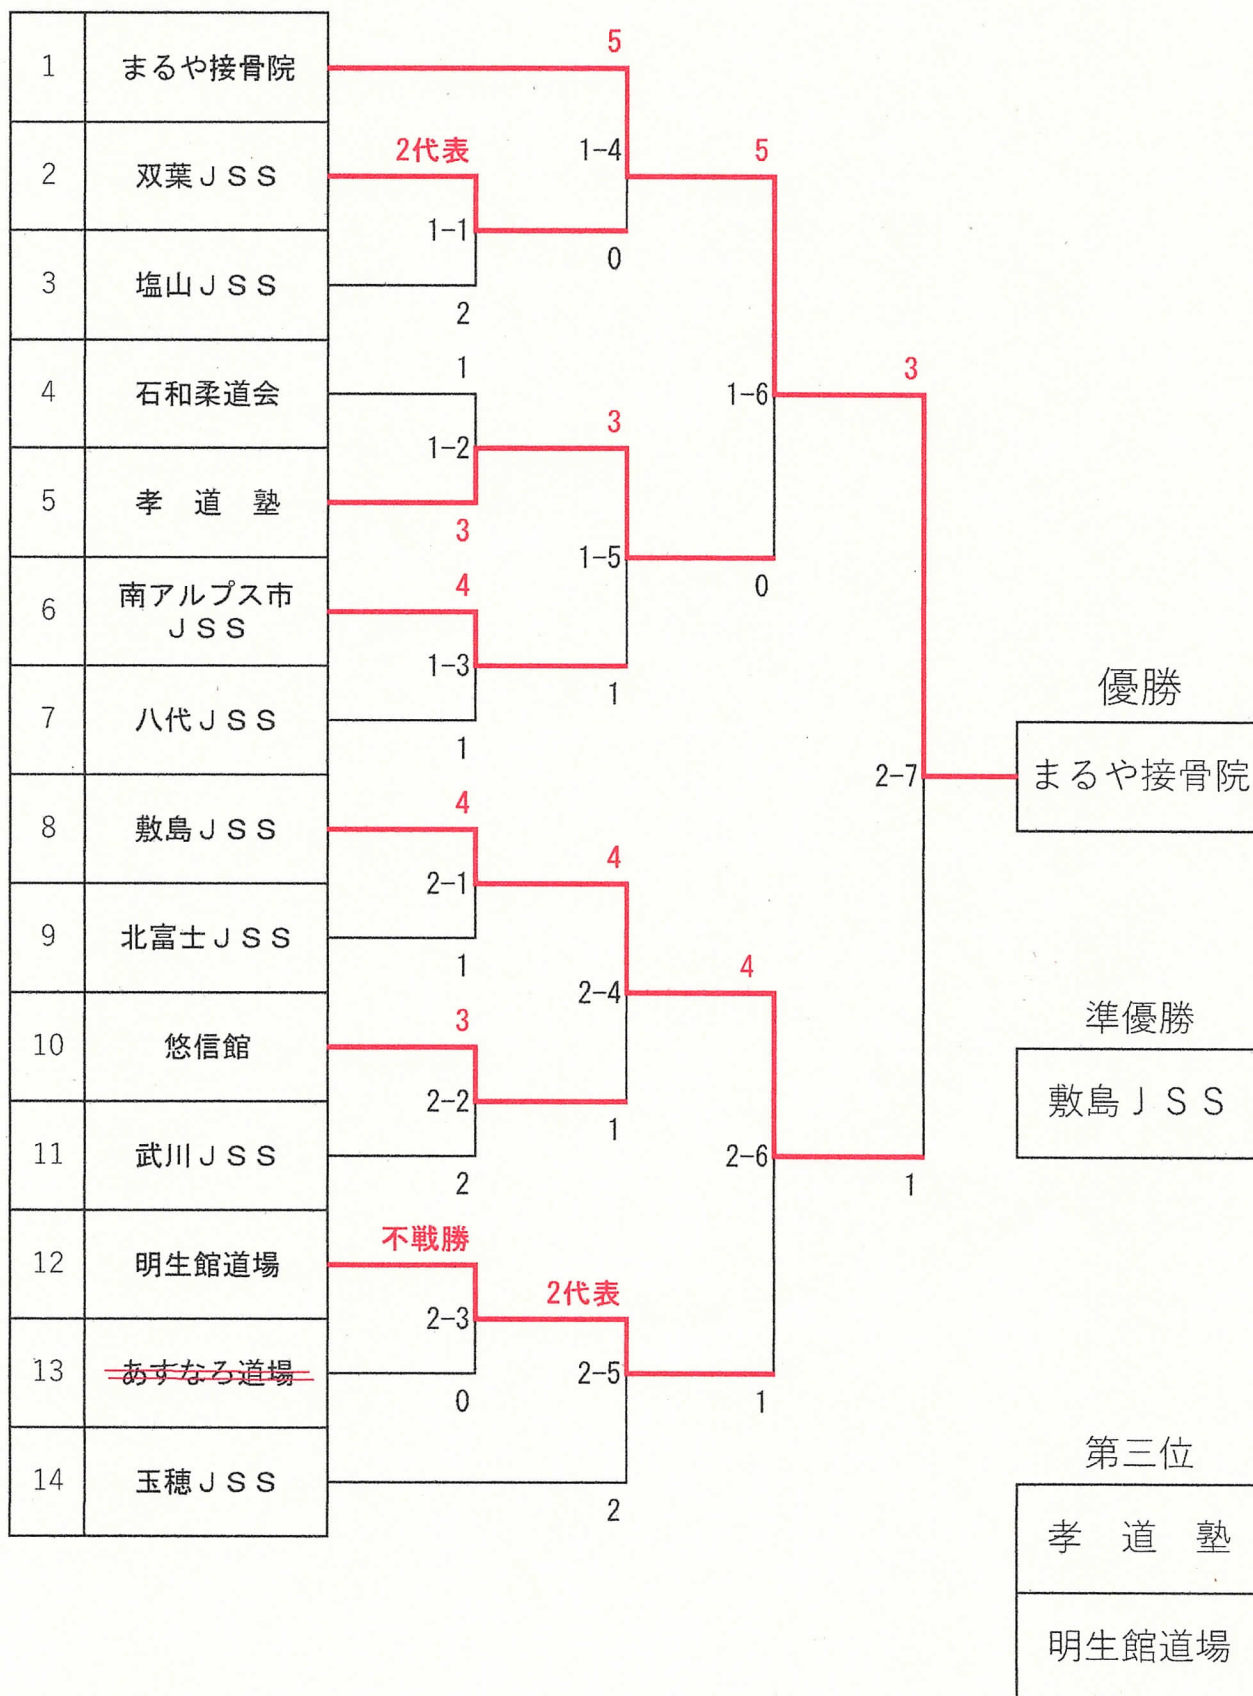 5
1 まるや接骨院
2代表 1-4 5
2 双葉ＪＳＳ
1-1
0
3 塩山ＪＳＳ
2
1
4 石和柔道会 1-6 3
3
1-2
5 孝　道　塾
3
1-5
4 0
6 南アルプス市
ＪＳＳ
1-3
1
優勝
7 八代ＪＳＳ
1
2-7 まるや接骨院
4
8 敷島ＪＳＳ
4
2-1
9 北富士ＪＳＳ
1 4
2-4
3 準優勝
10 悠信館
2-2 敷島ＪＳＳ
1
11 武川ＪＳＳ 2-6
2 1
不戦勝
12 明生館道場
2代表
2-3
13 あすなろ道場 2-5
0 1
第三位
14 玉穂ＪＳＳ
2
孝　道　塾
明生館道場